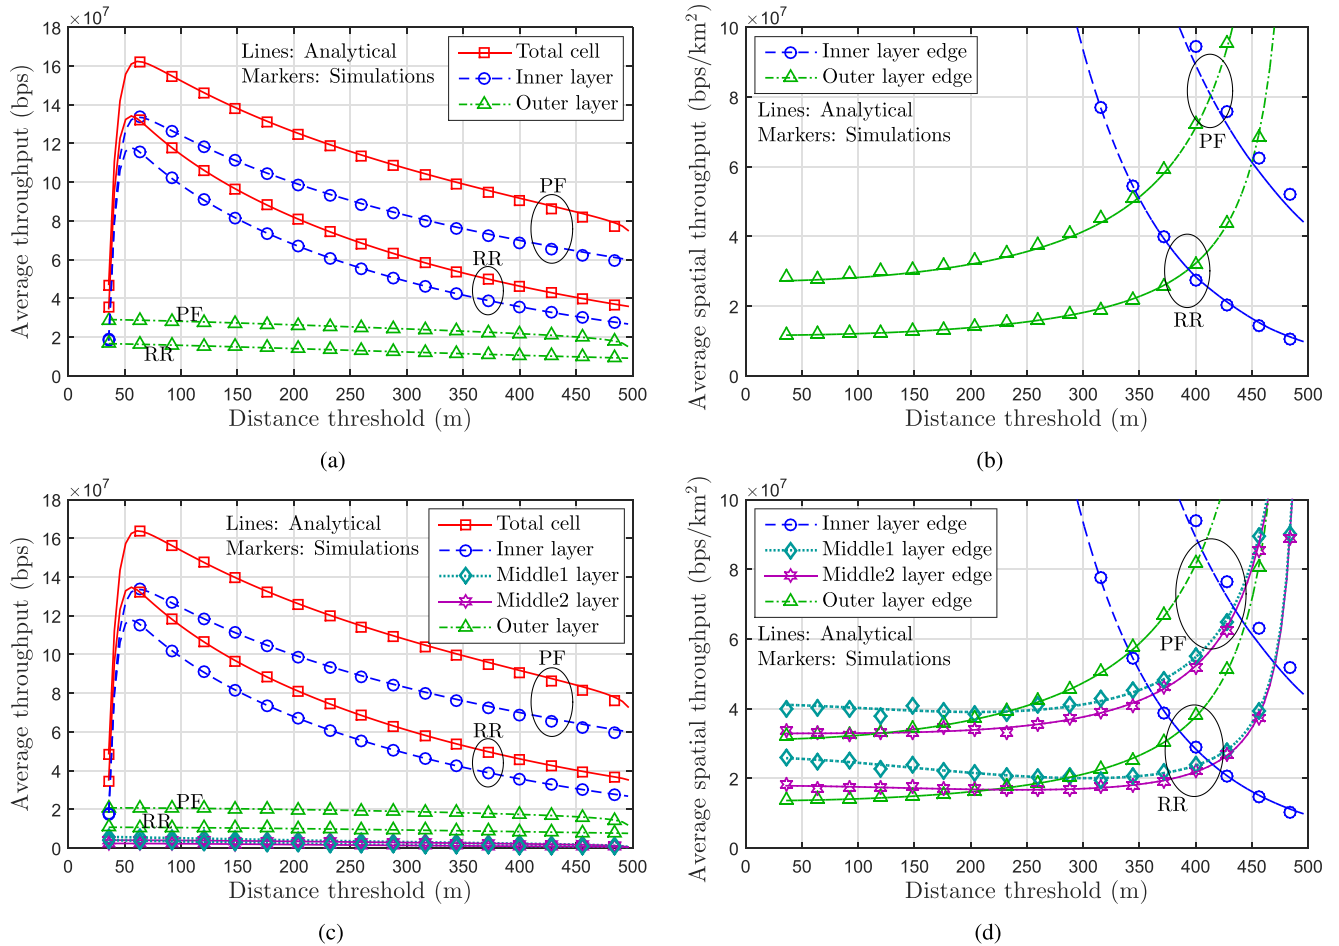 ×10⁷
18
16
14
12
10
8
6
4
2
0
Average throughput (bps)
Lines: Analytical
Markers: Simulations
Total cell
Inner layer
Outer layer
PF
RR
PF
RR
0 50 100 150 200 250 300 350 400 450 500
Distance threshold (m)
(a)
×10⁷
10
8
6
4
2
0
Average spatial throughput (bps/km²)
Inner layer edge
Outer layer edge
Lines: Analytical
Markers: Simulations
PF
RR
0 50 100 150 200 250 300 350 400 450 500
Distance threshold (m)
(b)
×10⁷
18
16
14
12
10
8
6
4
2
0
Average throughput (bps)
Lines: Analytical
Markers: Simulations
Total cell
Inner layer
Middle1 layer
Middle2 layer
Outer layer
PF
RR
PF
RR
0 50 100 150 200 250 300 350 400 450 500
Distance threshold (m)
(c)
×10⁷
10
8
6
4
2
0
Average spatial throughput (bps/km²)
Inner layer edge
Middle1 layer edge
Middle2 layer edge
Outer layer edge
Lines: Analytical
Markers: Simulations
PF
RR
0 50 100 150 200 250 300 350 400 450 500
Distance threshold (m)
(d)